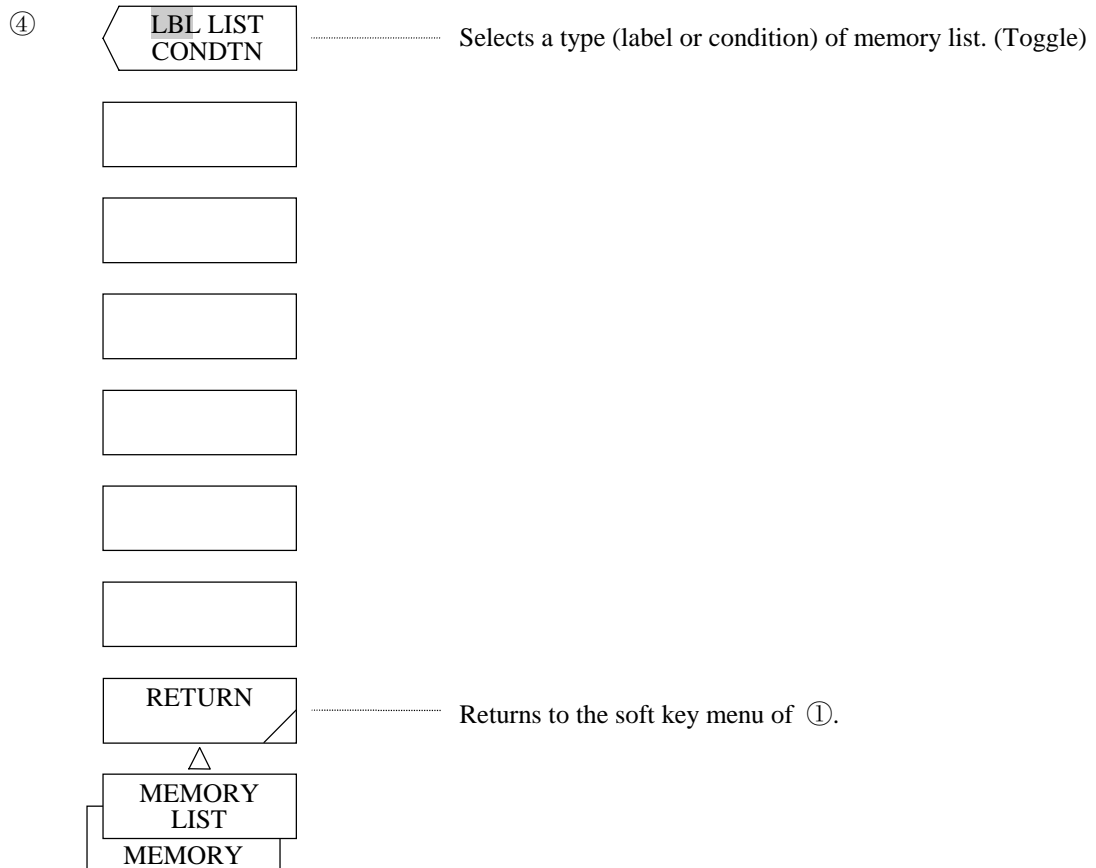 ④
LBL LIST
CONDTN
Selects a type (label or condition) of memory list. (Toggle)
RETURN
Returns to the soft key menu of ①.
MEMORY
LIST
MEMORY